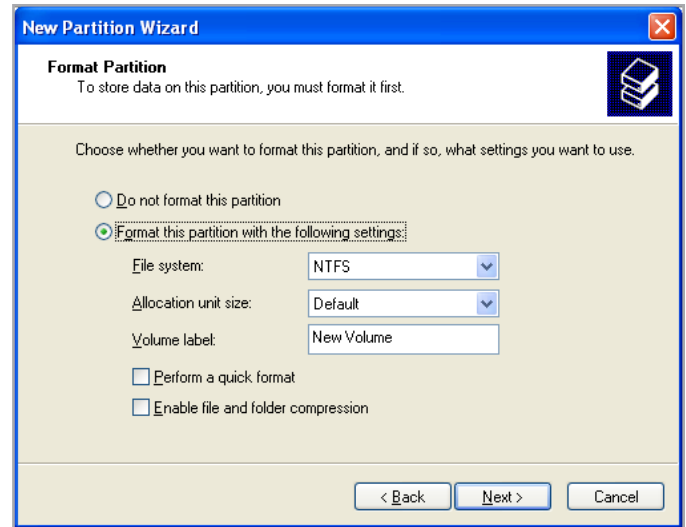 New Partition Wizard
Format Partition
To store data on this partition, you must format it first.
Choose whether you want to format this partition, and if so, what settings you want to use.
Do not format this partition
Format this partition with the following settings:
File system: NTFS
Allocation unit size: Default
Volume label: New Volume
Perform a quick format
Enable file and folder compression
< Back Next > Cancel